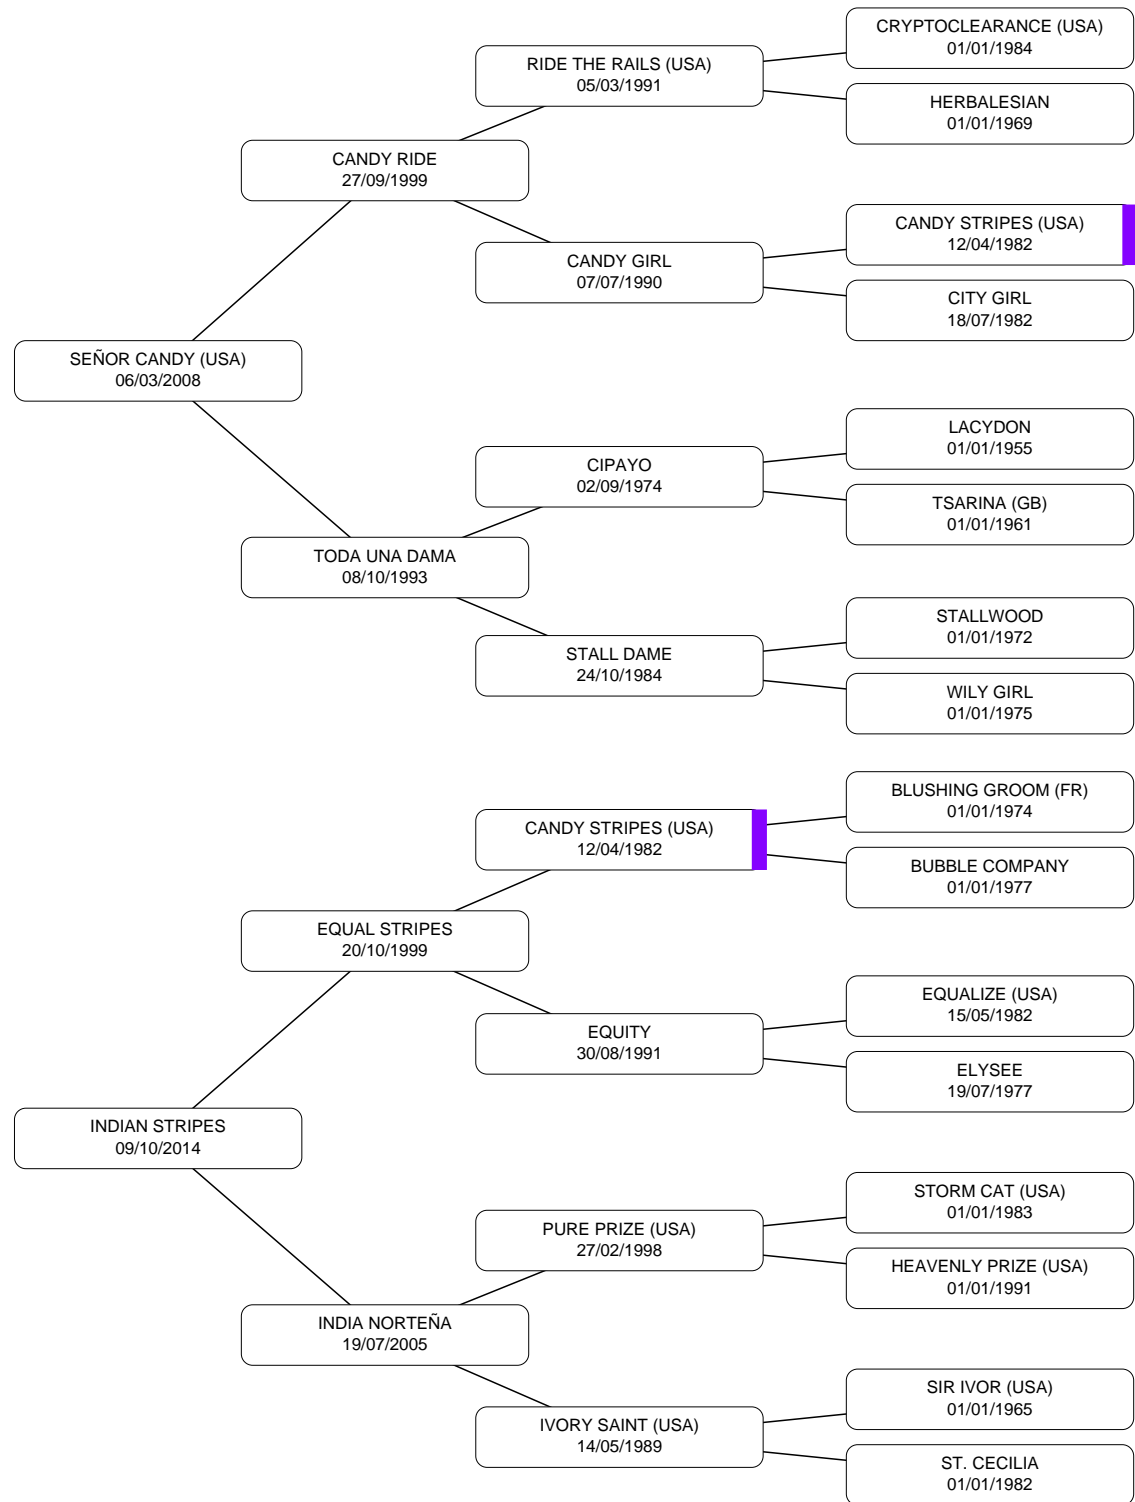 CRYPTOCLEARANCE (USA)
01/01/1984
RIDE THE RAILS (USA)
05/03/1991
HERBALESIAN
01/01/1969
CANDY RIDE
27/09/1999
CANDY STRIPES (USA)
12/04/1982
CANDY GIRL
07/07/1990
CITY GIRL
18/07/1982
SEÑOR CANDY (USA)
06/03/2008
LACYDON
01/01/1955
CIPAYO
02/09/1974
TSARINA (GB)
01/01/1961
TODA UNA DAMA
08/10/1993
STALLWOOD
01/01/1972
STALL DAME
24/10/1984
WILY GIRL
01/01/1975
BLUSHING GROOM (FR)
01/01/1974
CANDY STRIPES (USA)
12/04/1982
BUBBLE COMPANY
01/01/1977
EQUAL STRIPES
20/10/1999
EQUALIZE (USA)
15/05/1982
EQUITY
30/08/1991
ELYSEE
19/07/1977
INDIAN STRIPES
09/10/2014
STORM CAT (USA)
01/01/1983
PURE PRIZE (USA)
27/02/1998
HEAVENLY PRIZE (USA)
01/01/1991
INDIA NORTEÑA
19/07/2005
SIR IVOR (USA)
01/01/1965
IVORY SAINT (USA)
14/05/1989
ST. CECILIA
01/01/1982